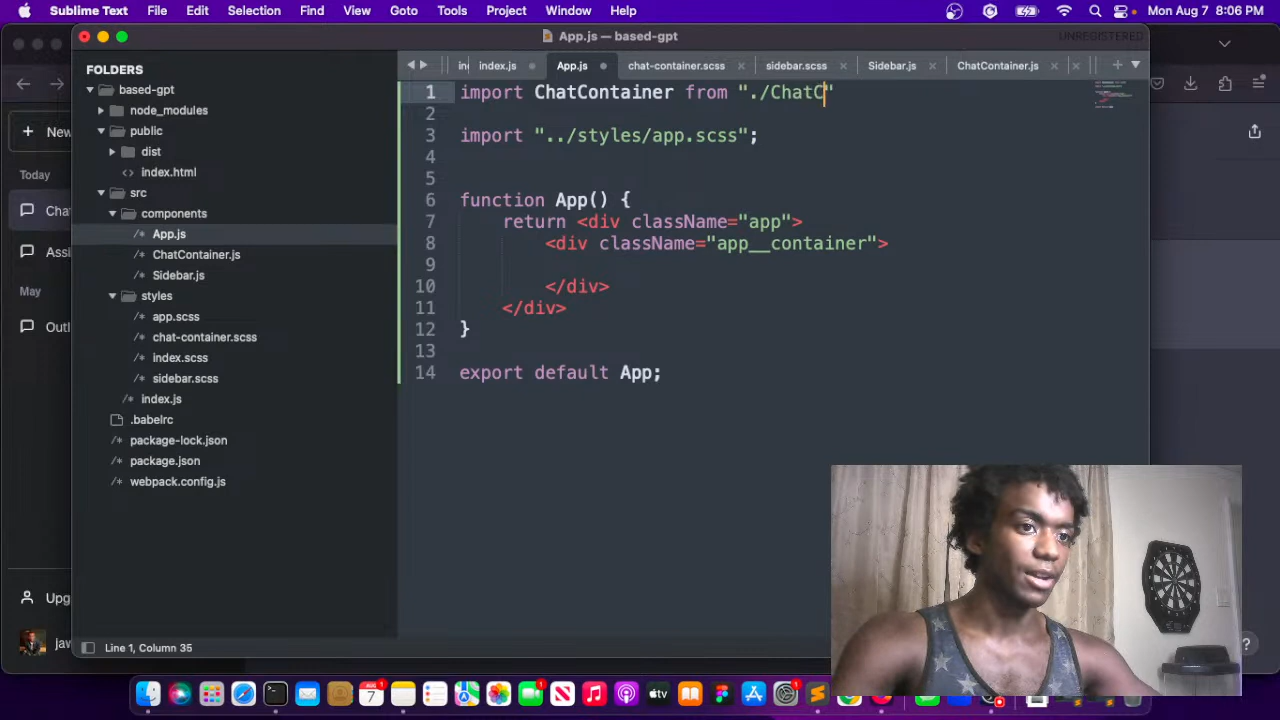 Sublime Text File Edit Selection Find View Goto Tools Project Window Help Mon Aug 7 8:06 PM
App.js — based-gpt UNREGISTERED
FOLDERS
based-gpt
node_modules
public
dist
index.html
src
components
App.js
ChatContainer.js
Sidebar.js
styles
app.scss
chat-container.scss
index.scss
sidebar.scss
index.js
.babelrc
package-lock.json
package.json
webpack.config.js
index.js App.js chat-container.scss sidebar.scss Sidebar.js ChatContainer.js
1 import ChatContainer from "./ChatC"
2
3 import "../styles/app.scss";
4
5
6 function App() {
7 return <div className="app">
8 <div className="app__container">
9
10 </div>
11 </div>
12 }
13
14 export default App;
Line 1, Column 35
New
Today
Cha
Assi
May
Outl
Upg
jav
?